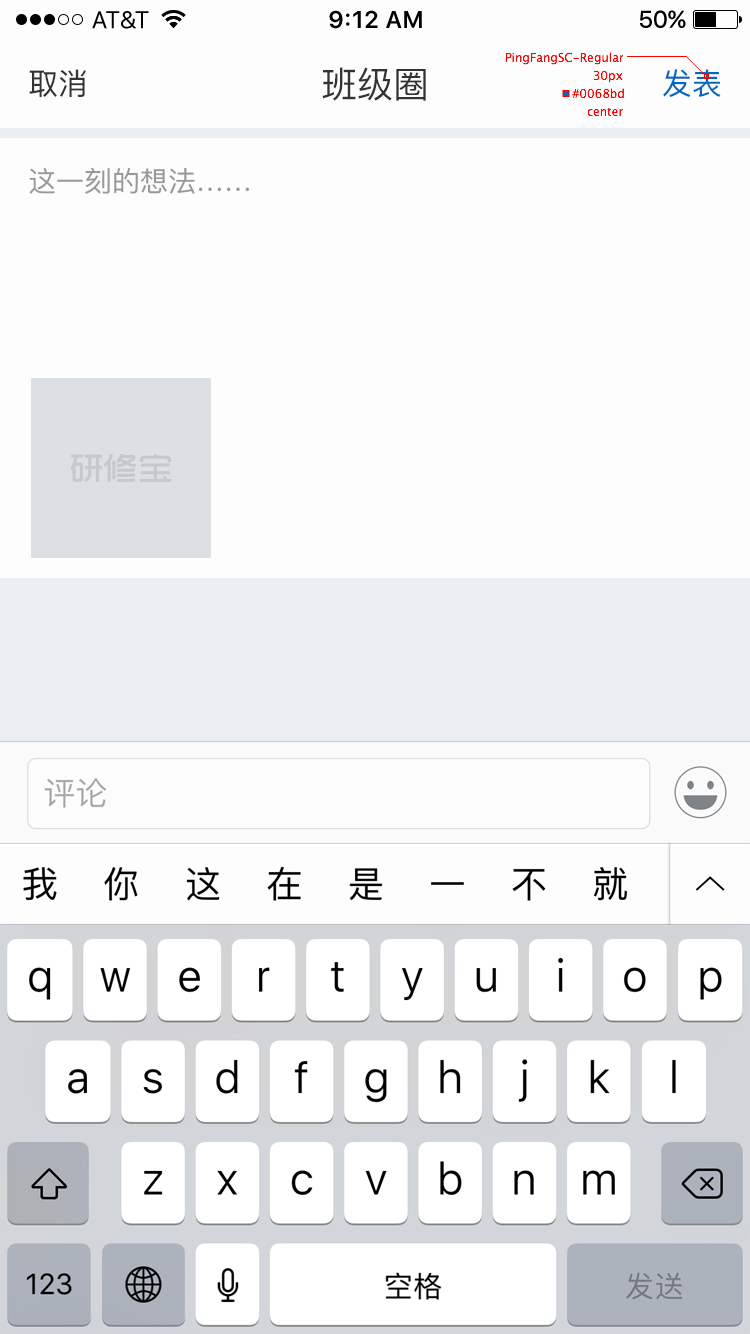 AT&T 9:12 AM 50%
取消 班级圈 发表
PingFangSC-Regular
30px
#0068bd
center
这一刻的想法……
研修宝
评论
我 你 这 在 是 一 不 就
q w e r t y u i o p
a s d f g h j k l
z x c v b n m
123 空格 发送